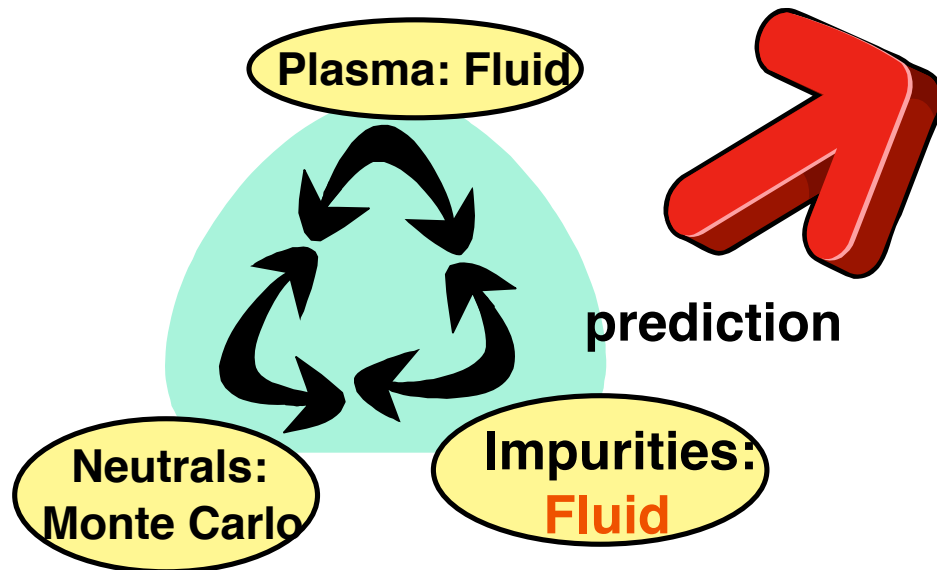 Plasma: Fluid
prediction
Impurities:
Fluid
Neutrals:
Monte Carlo